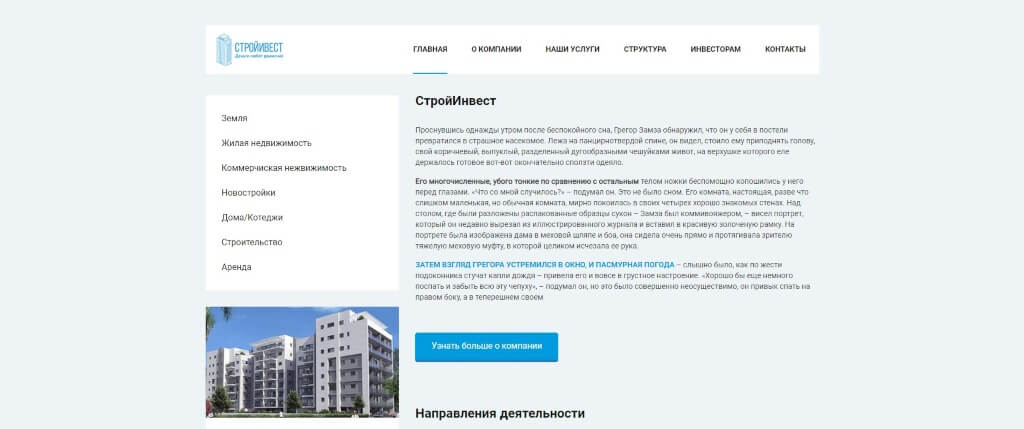 СТРОЙИВЕСТ
Деньги любят движение!
ГЛАВНАЯ
О КОМПАНИИ
НАШИ УСЛУГИ
СТРУКТУРА
ИНВЕСТОРАМ
КОНТАКТЫ
Земля
Жилая недвижимость
Коммерческая нежвижимость
Новостройки
Дома/Котеджи
Строительство
Аренда
СтройИнвест
Проснувшись однажды утром после беспокойного сна, Грегор Замза обнаружил, что он у себя в постели
превратился в страшное насекомое. Лежа на панцирнотвердой спине, он видел, стоило ему приподнять голову,
свой коричневый, выпуклый, разделенный дугообразными чешуйками живот, на верхушке которого еле
держалось готовое вот-вот окончательно сползти одеяло.
Его многочисленные, убого тонкие по сравнению с остальным телом ножки беспомощно копошились у него
перед глазами. «Что со мной случилось?» – подумал он. Это не было сном. Его комната, настоящая, разве что
слишком маленькая, но обычная комната, мирно покоилась в своих четырех хорошо знакомых стенах. Над
столом, где были разложены распакованные образцы сукон – Замза был коммивояжером, – висел портрет,
который он недавно вырезал из иллюстрированного журнала и вставил в красивую золоченую рамку. На
портрете была изображена дама в меховой шляпе и боа, она сидела очень прямо и протягивала зрителю
тяжелую меховую муфту, в которой целиком исчезала ее рука.
ЗАТЕМ ВЗГЛЯД ГРЕГОРА УСТРЕМИЛСЯ В ОКНО, И ПАСМУРНАЯ ПОГОДА – слышно было, как по жести
подоконника стучат капли дождя – привела его и вовсе в грустное настроение. «Хорошо бы еще немного
поспать и забыть всю эту чепуху», – подумал он, но это было совершенно неосуществимо, он привык спать на
правом боку, а в теперешнем своем
Узнать больше о компании
Направления деятельности